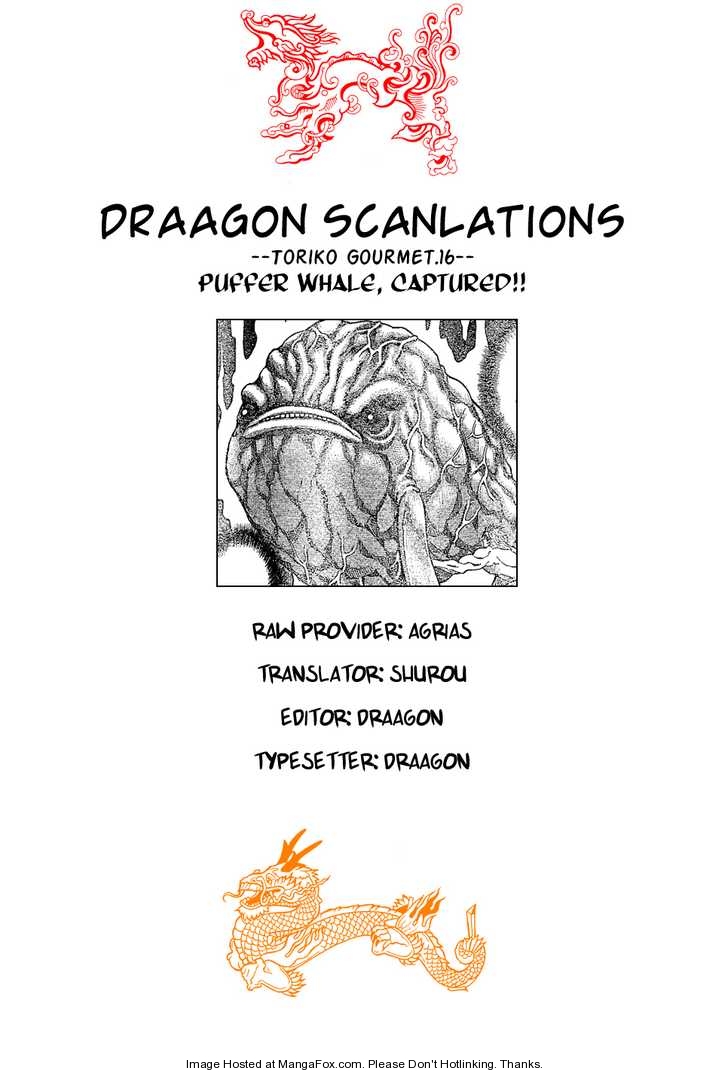 DRAAGON SCANLATIONS
--TORIKO GOURMET.16--
PUFFER WHALE, CAPTURED!!
RAW PROVIDER: AGRIAS
TRANSLATOR: SHUROU
EDITOR: DRAAGON
TYPESETTER: DRAAGON
Image Hosted at MangaFox.com. Please Don't Hotlinking. Thanks.